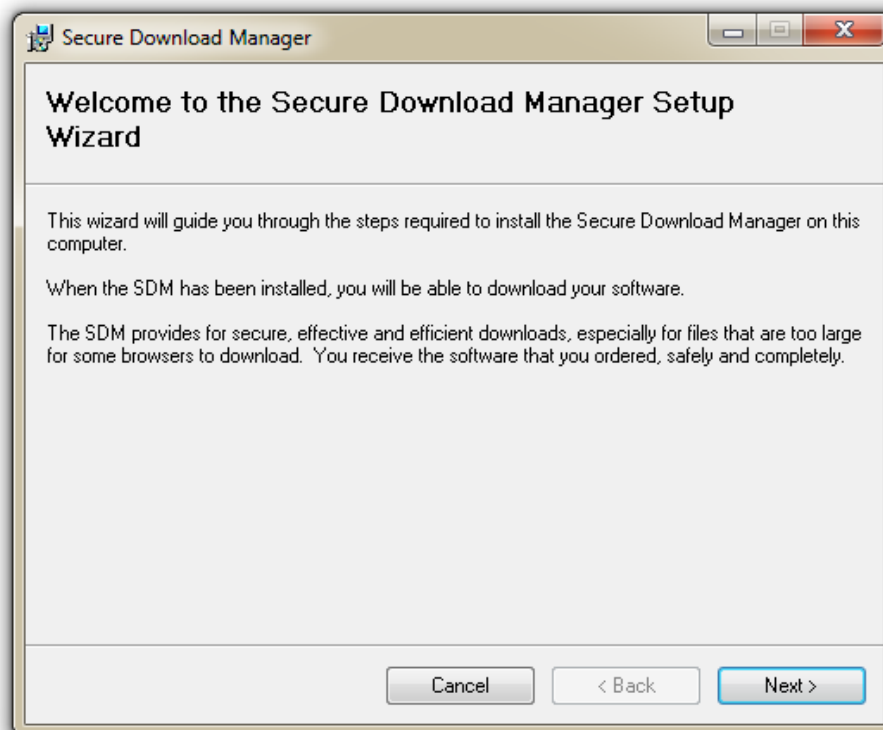 Secure Download Manager
Welcome to the Secure Download Manager Setup
Wizard
This wizard will guide you through the steps required to install the Secure Download Manager on this
computer.
When the SDM has been installed, you will be able to download your software.
The SDM provides for secure, effective and efficient downloads, especially for files that are too large
for some browsers to download.  You receive the software that you ordered, safely and completely.
Cancel
< Back
Next >